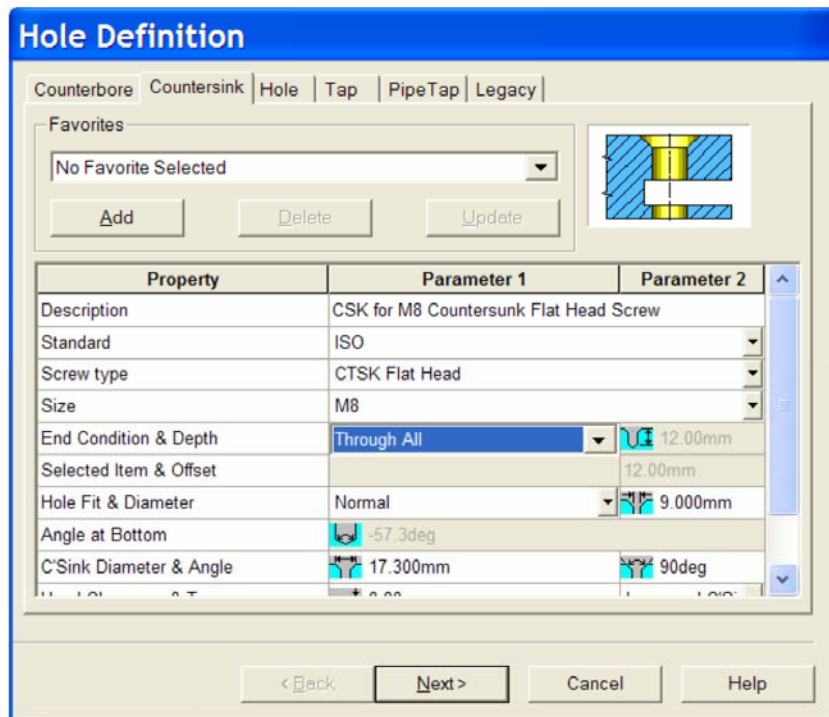 Hole Definition
Counterbore Countersink Hole Tap PipeTap Legacy
Favorites
No Favorite Selected
Add Delete Update
Property Parameter 1 Parameter 2
Description CSK for M8 Countersunk Flat Head Screw
Standard ISO
Screw type CTSK Flat Head
Size M8
End Condition & Depth Through All 12.00mm
Selected Item & Offset 12.00mm
Hole Fit & Diameter Normal 9.000mm
Angle at Bottom -57.3deg
C'Sink Diameter & Angle 17.300mm 90deg
< Back Next > Cancel Help